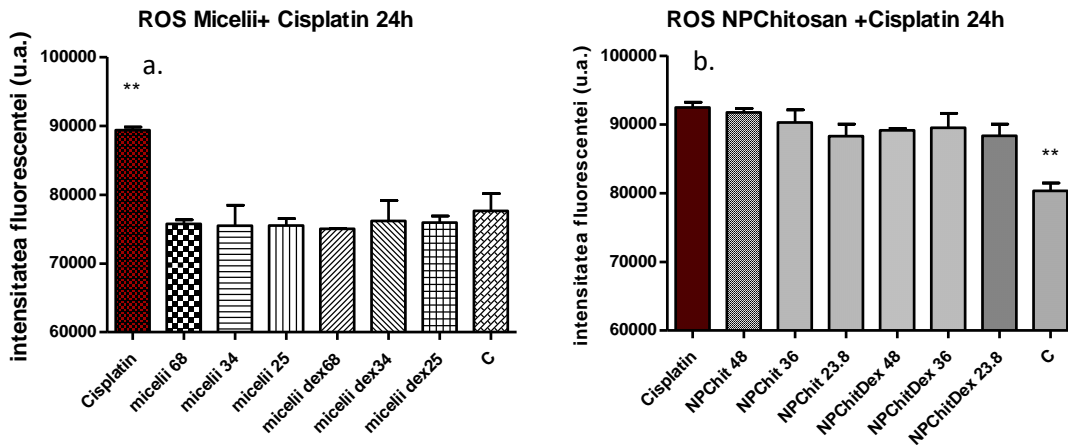 ROS Micelii+ Cisplatin 24h
a.
**
intensitatea fluorescentei (u.a.)
100000
90000
80000
70000
60000
Cisplatin
micelii 68
micelii 34
micelii 25
micelii dex68
micelii dex34
micelii dex25
C
ROS NPChitosan +Cisplatin 24h
b.
**
intensitatea fluorescentei (u.a.)
100000
90000
80000
70000
60000
Cisplatin
NPChit 48
NPChit 36
NPChit 23.8
NPChitDex 48
NPChitDex 36
NPChitDex 23.8
C